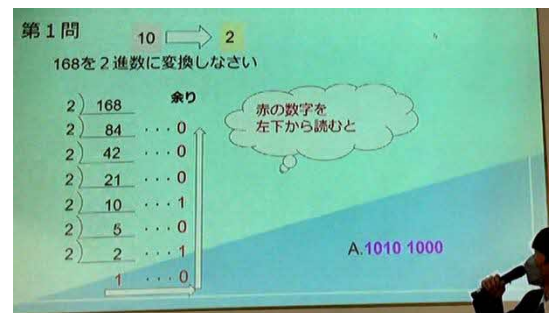 第1問
10 2
168を2進数に変換しなさい
余り
2) 168
2) 84 ・・・0
2) 42 ・・・0
2) 21 ・・・0
2) 10 ・・・1
2) 5 ・・・0
2) 2 ・・・1
1 ・・・0
赤の数字を
左下から読むと
A.1010 1000